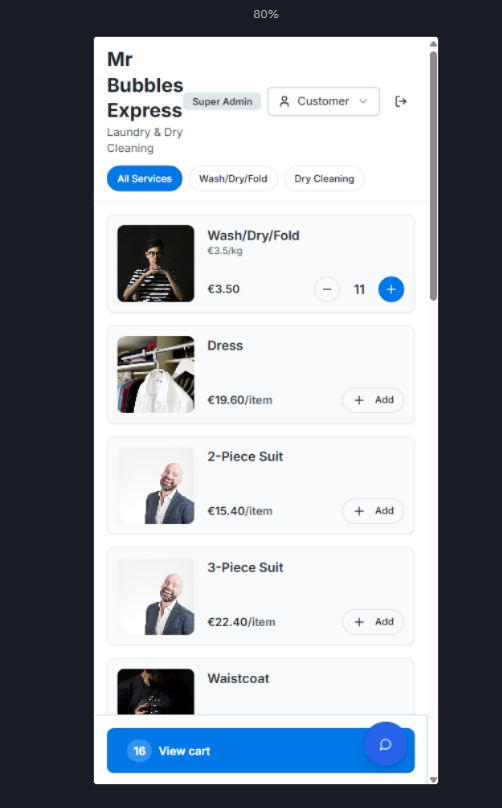 80%
Mr
Bubbles
Express
Laundry & Dry
Cleaning
Super Admin
Customer
All Services
Wash/Dry/Fold
Dry Cleaning
Wash/Dry/Fold
€3.5/kg
€3.50
11
Dress
€19.60/item
Add
2-Piece Suit
€15.40/item
Add
3-Piece Suit
€22.40/item
Add
Waistcoat
16 View cart